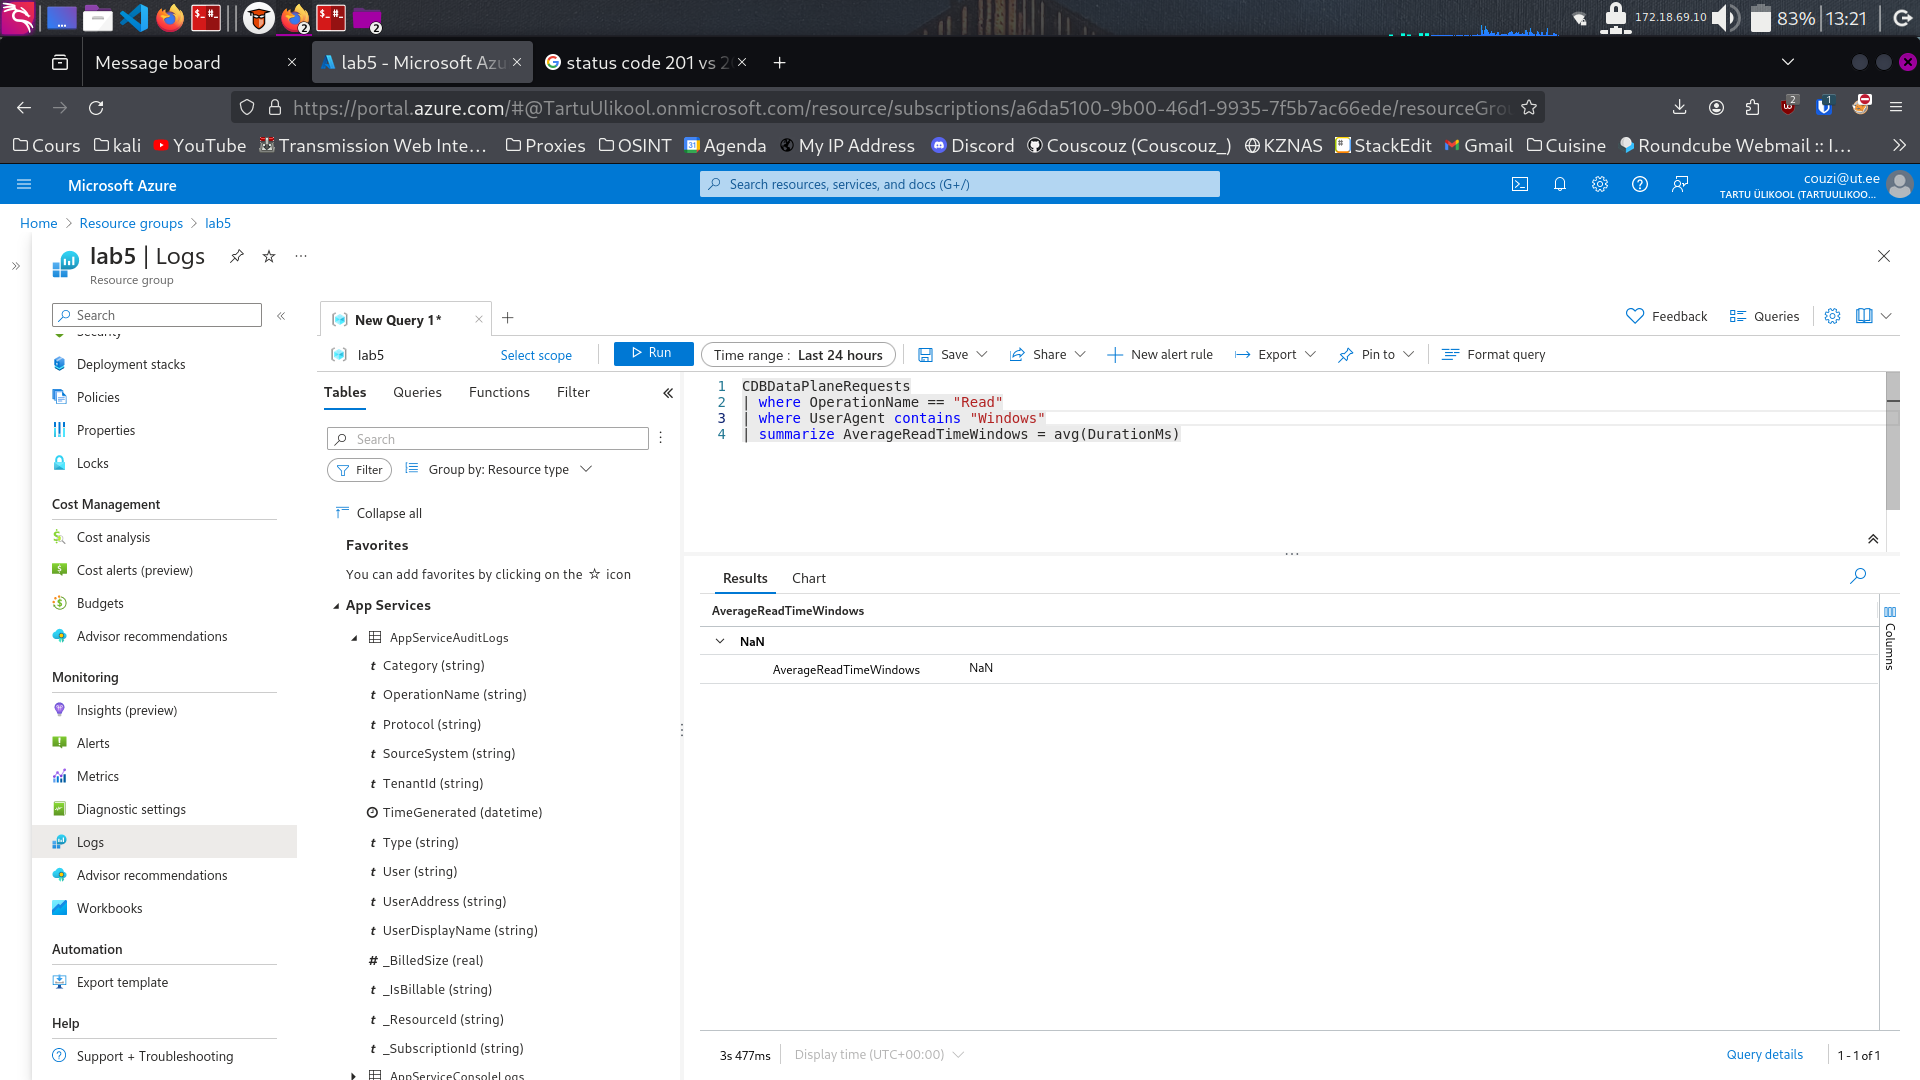 2
2
172.18.69.10
83%
13:21
Message board
lab5 - Microsoft Azu
status code 201 vs 20
https://portal.azure.com/#@TartuUlikool.onmicrosoft.com/resource/subscriptions/a6da5100-9b00-46d1-9935-7f5b7ac66ede/resourceGrou
2
1
Cours
kali
YouTube
Transmission Web Inte…
Proxies
OSINT
Agenda
My IP Address
Discord
Couscouz (Couscouz_)
KZNAS
StackEdit
Gmail
Cuisine
Roundcube Webmail :: I…
Microsoft Azure
Search resources, services, and docs (G+/)
couzi@ut.ee
TARTU ÜLIKOOL (TARTUULIKOO...
Home > Resource groups > lab5
lab5 | Logs
Resource group
Search
Security
Deployment stacks
Policies
Properties
Locks
Cost Management
Cost analysis
Cost alerts (preview)
Budgets
Advisor recommendations
Monitoring
Insights (preview)
Alerts
Metrics
Diagnostic settings
Logs
Advisor recommendations
Workbooks
Automation
Export template
Help
Support + Troubleshooting
New Query 1*
Feedback
Queries
lab5
Select scope
Run
Time range : Last 24 hours
Save
Share
New alert rule
Export
Pin to
Format query
Tables
Queries
Functions
Filter
Search
Filter
Group by: Resource type
Collapse all
Favorites
You can add favorites by clicking on the ☆ icon
App Services
AppServiceAuditLogs
t Category (string)
t OperationName (string)
t Protocol (string)
t SourceSystem (string)
t TenantId (string)
TimeGenerated (datetime)
t Type (string)
t User (string)
t UserAddress (string)
t UserDisplayName (string)
# _BilledSize (real)
t _IsBillable (string)
t _ResourceId (string)
t _SubscriptionId (string)
AppServiceConsoleLogs
1 CDBDataPlaneRequests
2 | where OperationName == "Read"
3 | where UserAgent contains "Windows"
4 | summarize AverageReadTimeWindows = avg(DurationMs)
Results
Chart
AverageReadTimeWindows
NaN
AverageReadTimeWindows NaN
Columns
3s 477ms
Display time (UTC+00:00)
Query details
1 - 1 of 1